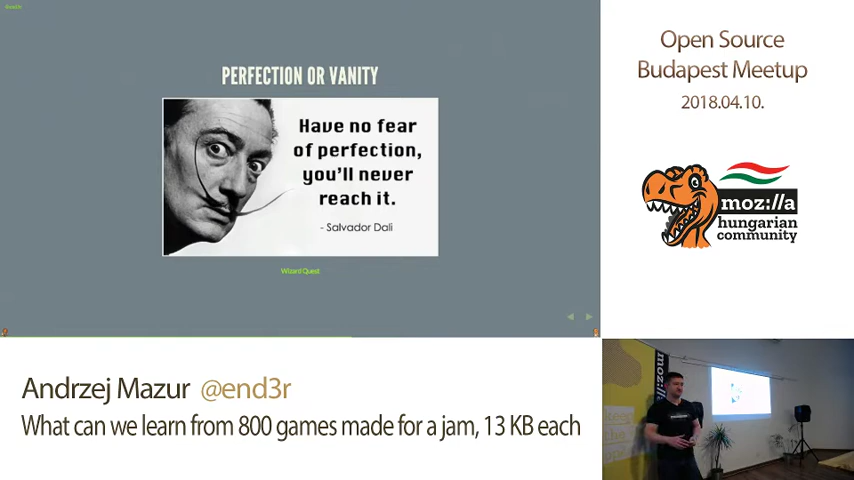 @end3r
PERFECTION OR VANITY
Have no fear
of perfection,
you'll never
reach it.
- Salvador Dali
Wizard Quest
Open Source
Budapest Meetup
2018.04.10.
moz://a
hungarian
community
Andrzej Mazur @end3r
What can we learn from 800 games made for a jam, 13 KB each
moz://a